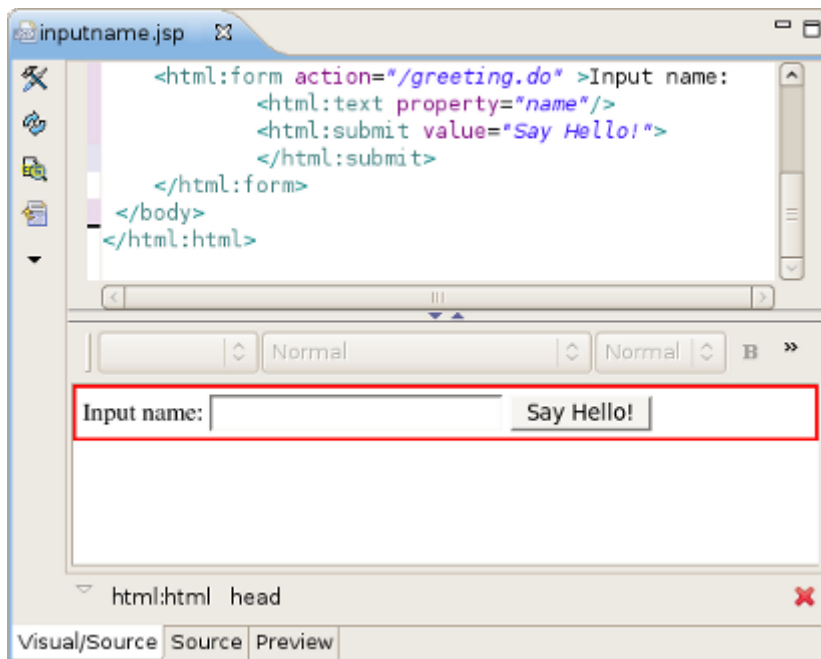 inputname.jsp
<html:form action="/greeting.do" >Input name:
<html:text property="name"/>
<html:submit value="Say Hello!">
</html:submit>
</html:form>
</body>
</html:html>
Normal Normal B »
Input name: Say Hello!
html:html head
Visual/Source Source Preview